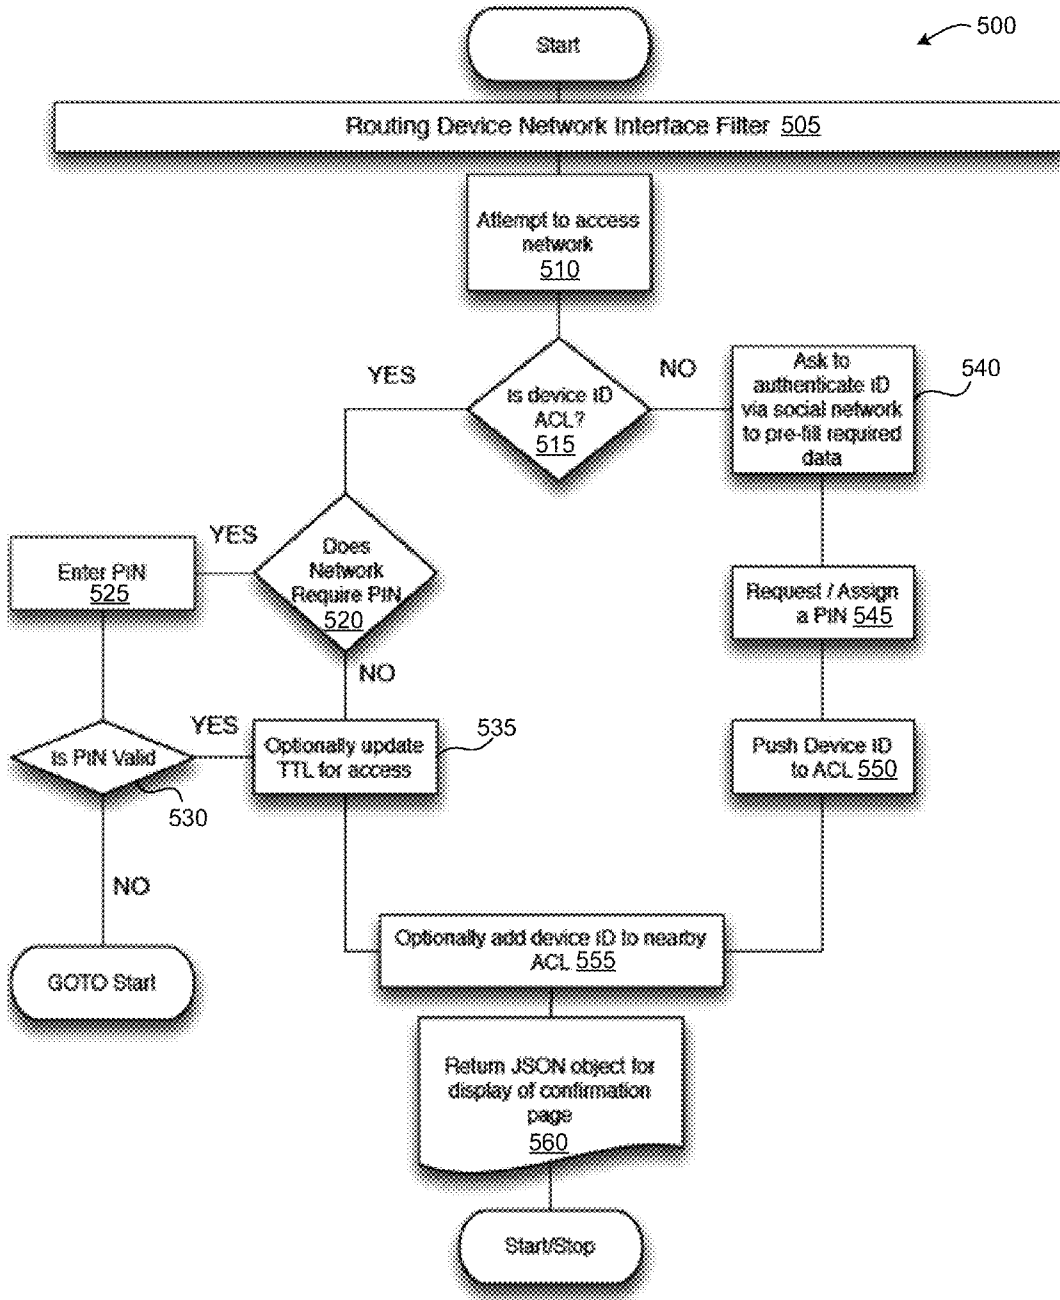 Start
500
Routing Device Network Interface Filter 505
Attempt to access
network
510
YES
is device ID
ACL?
515
NO
Ask to
authenticate ID
via social network
to pre-fill required
data
540
YES
Does
Network
Require PIN
520
Enter PIN
525
Request / Assign
a PIN 545
NO
YES
Optionally update
TTL for access
535
is PIN Valid
530
Push Device ID
to ACL 550
NO
Optionally add device ID to nearby
ACL 555
GOTO Start
Return JSON object for
display of confirmation
page
560
Start/Stop